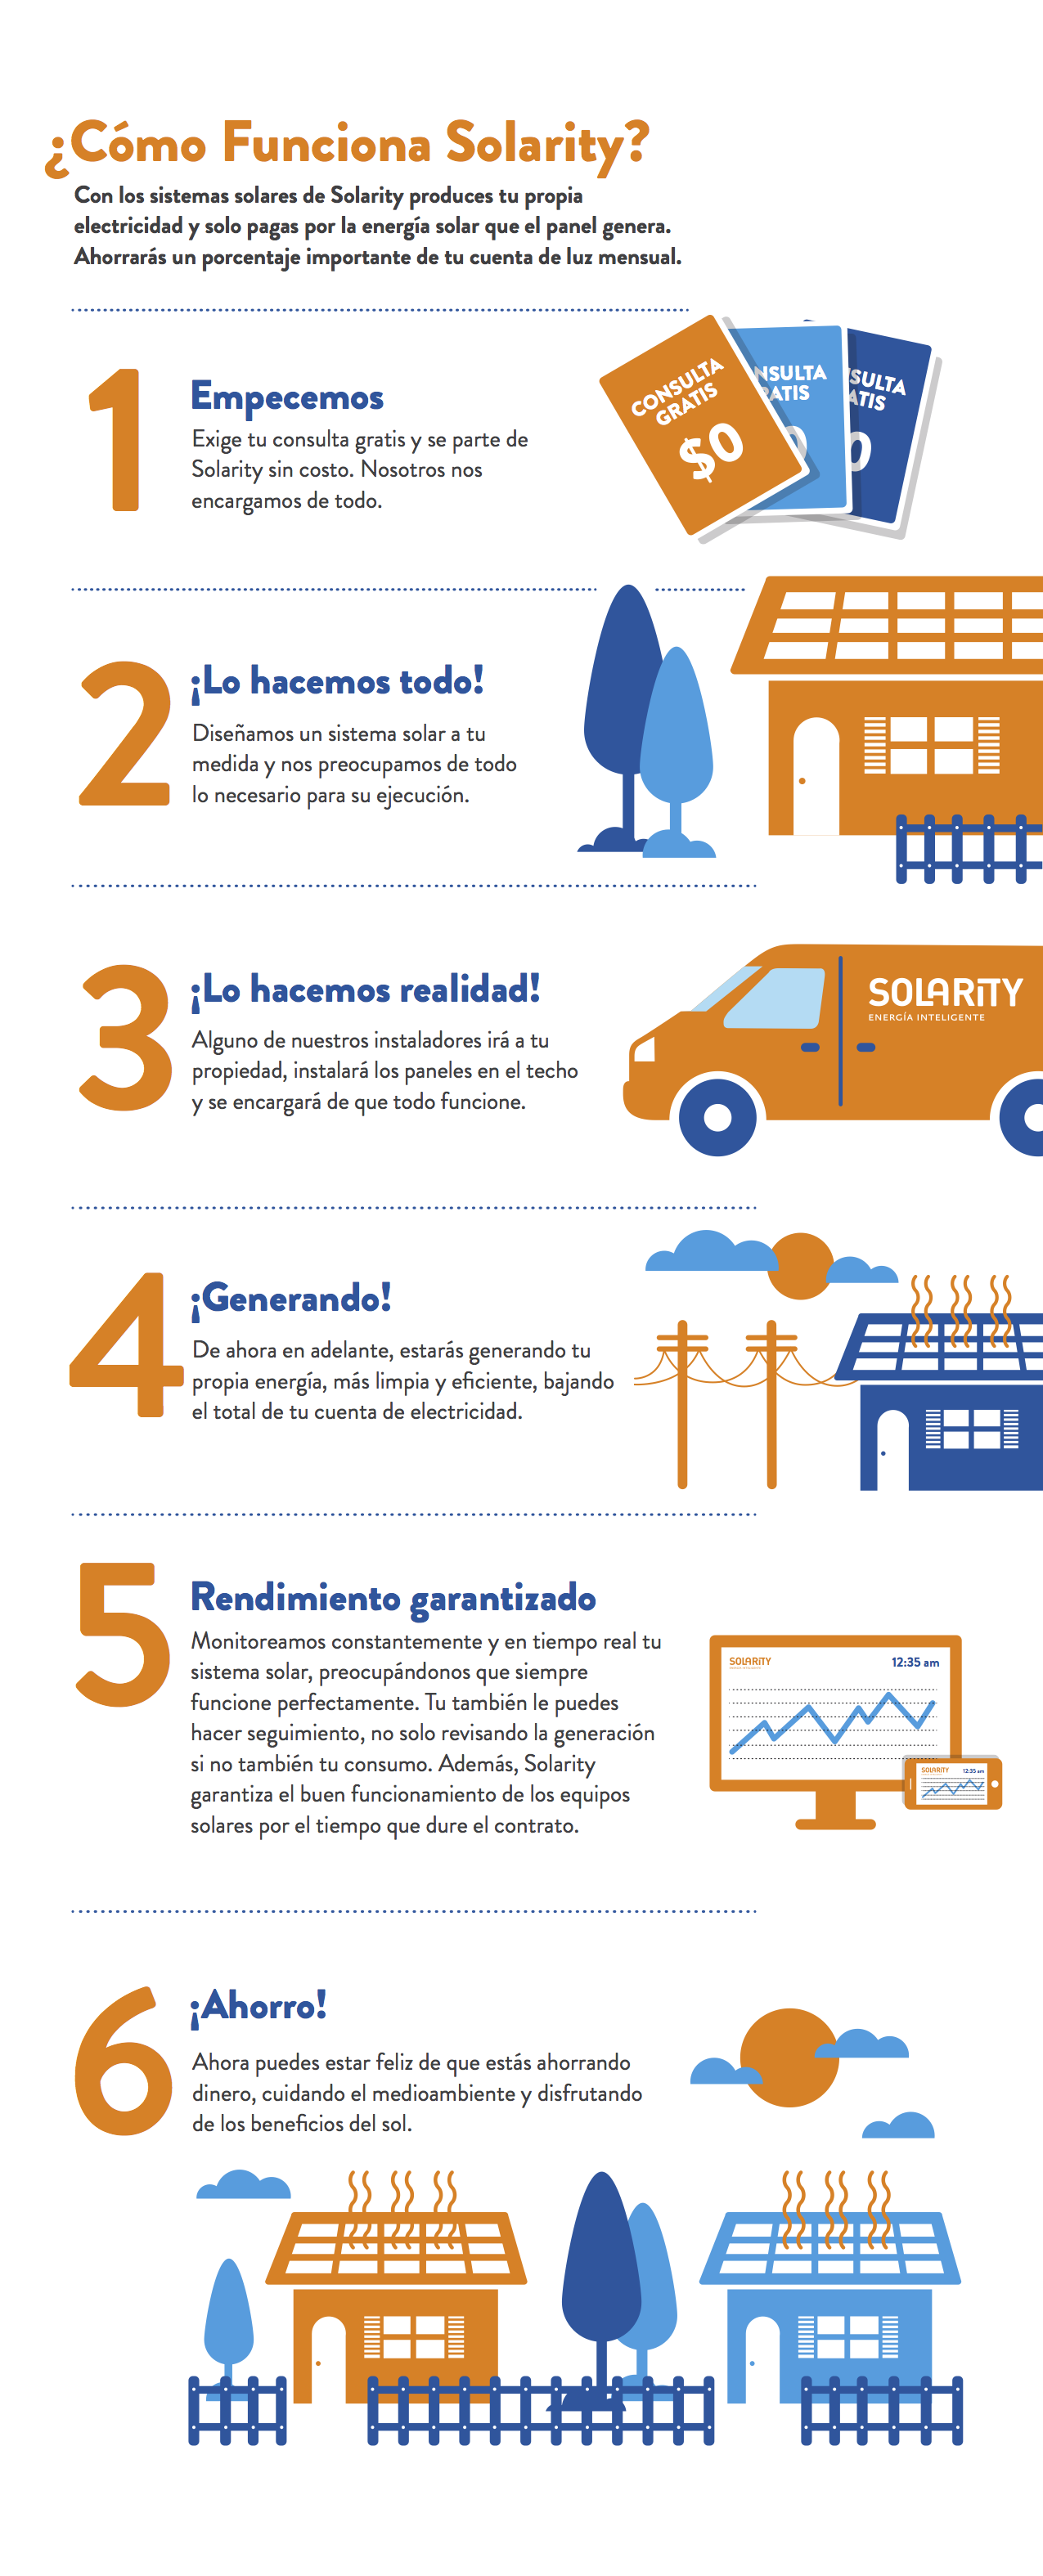 ¿Cómo Funciona Solarity?
Con los sistemas solares de Solarity produces tu propia
electricidad y solo pagas por la energía solar que el panel genera.
Ahorrarás un porcentaje importante de tu cuenta de luz mensual.
1
Empecemos
Exige tu consulta gratis y se parte de
Solarity sin costo. Nosotros nos
encargamos de todo.
CONSULTA
GRATIS
$0
NSULTA
ATIS
0
SULTA
ATIS
0
2
¡Lo hacemos todo!
Diseñamos un sistema solar a tu
medida y nos preocupamos de todo
lo necesario para su ejecución.
3
¡Lo hacemos realidad!
Alguno de nuestros instaladores irá a tu
propiedad, instalará los paneles en el techo
y se encargará de que todo funcione.
SOLARiTY
ENERGÍA INTELIGENTE
4
¡Generando!
De ahora en adelante, estarás generando tu
propia energía, más limpia y eficiente, bajando
el total de tu cuenta de electricidad.
5
Rendimiento garantizado
Monitoreamos constantemente y en tiempo real tu
sistema solar, preocupándonos que siempre
funcione perfectamente. Tu también le puedes
hacer seguimiento, no solo revisando la generación
si no también tu consumo. Además, Solarity
garantiza el buen funcionamiento de los equipos
solares por el tiempo que dure el contrato.
SOLARiTY
12:35 am
SOLARiTY
12:35 am
6
¡Ahorro!
Ahora puedes estar feliz de que estás ahorrando
dinero, cuidando el medioambiente y disfrutando
de los beneficios del sol.